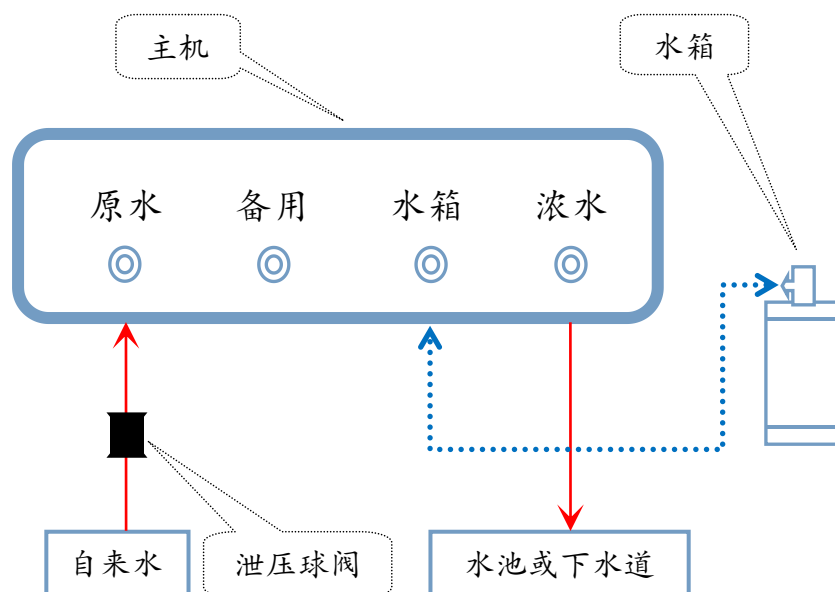 主机
水箱
原水
备用
水箱
浓水
自来水
泄压球阀
水池或下水道